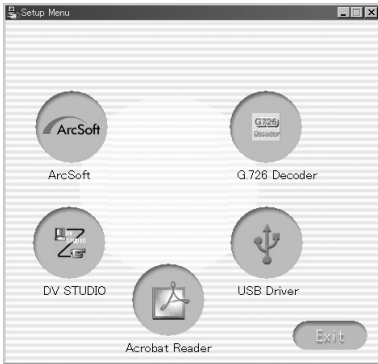 Setup Menu
ArcSoft
G.726
Decoder
ArcSoft
G.726 Decoder
DV STUDIO
USB Driver
Acrobat Reader
Exit